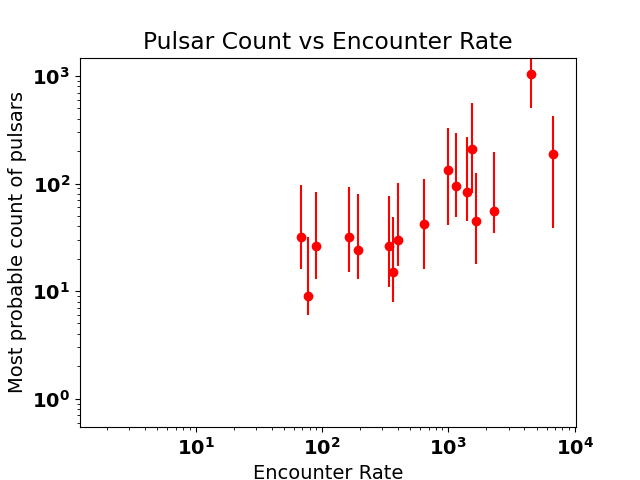 Pulsar Count vs Encounter Rate
Most probable count of pulsars
10³
10²
10¹
10⁰
10¹ 10² 10³ 10⁴
Encounter Rate